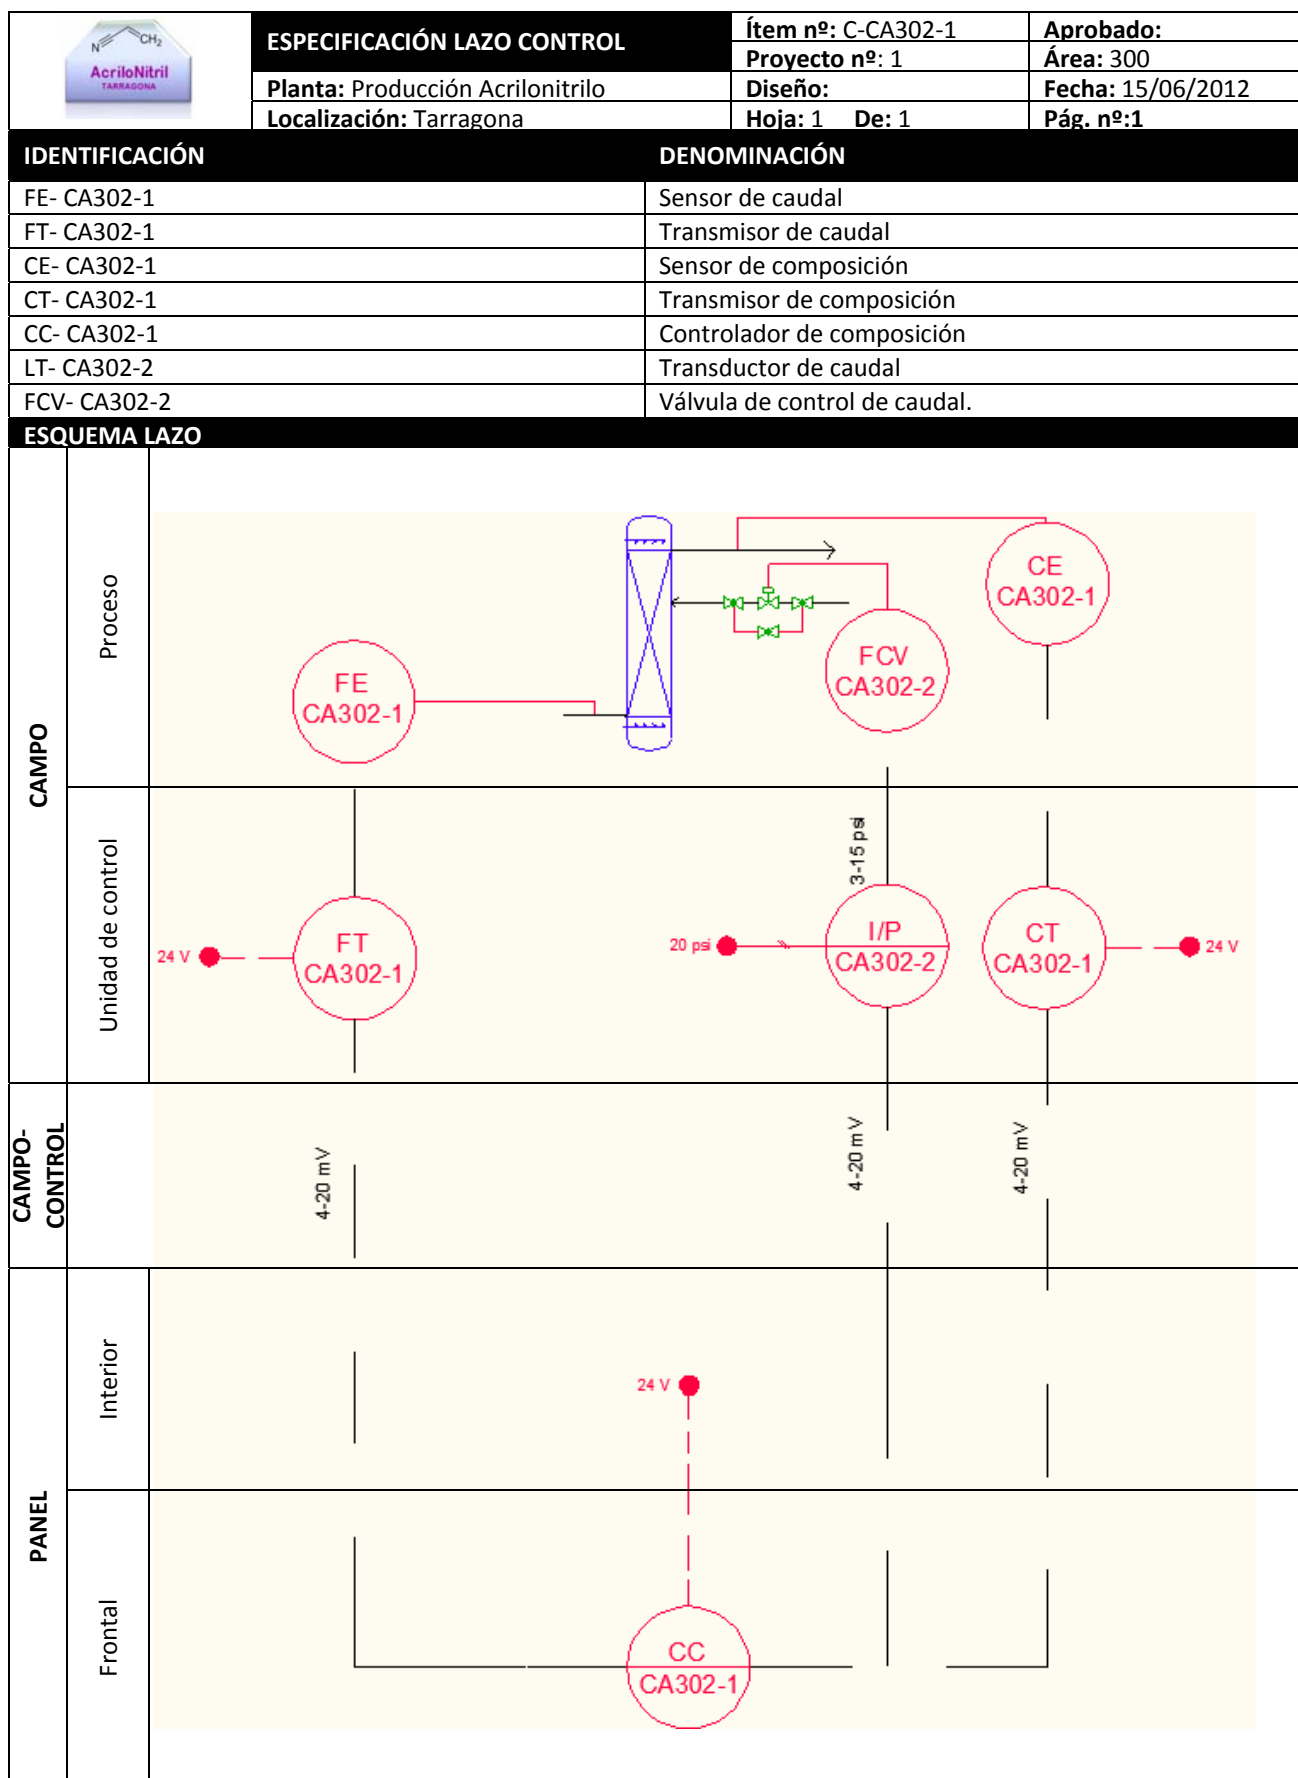 N
CH2
AcriloNitril
TARRAGONA
ESPECIFICACIÓN LAZO CONTROL
Ítem nº: C-CA302-1
Aprobado:
Proyecto nº: 1
Área: 300
Planta: Producción Acrilonitrilo
Diseño:
Fecha: 15/06/2012
Localización: Tarragona
Hoja: 1 De: 1
Pág. nº:1
IDENTIFICACIÓN
DENOMINACIÓN
FE- CA302-1
Sensor de caudal
FT- CA302-1
Transmisor de caudal
CE- CA302-1
Sensor de composición
CT- CA302-1
Transmisor de composición
CC- CA302-1
Controlador de composición
LT- CA302-2
Transductor de caudal
FCV- CA302-2
Válvula de control de caudal.
ESQUEMA LAZO
CAMPO
Proceso
CE
CA302-1
FCV
CA302-2
FE
CA302-1
Unidad de control
3-15 psi
24 V
FT
CA302-1
20 psi
I/P
CA302-2
CT
CA302-1
24 V
CAMPO-
CONTROL
4-20 mV
4-20 mV
4-20 mV
PANEL
Interior
24 V
Frontal
CC
CA302-1